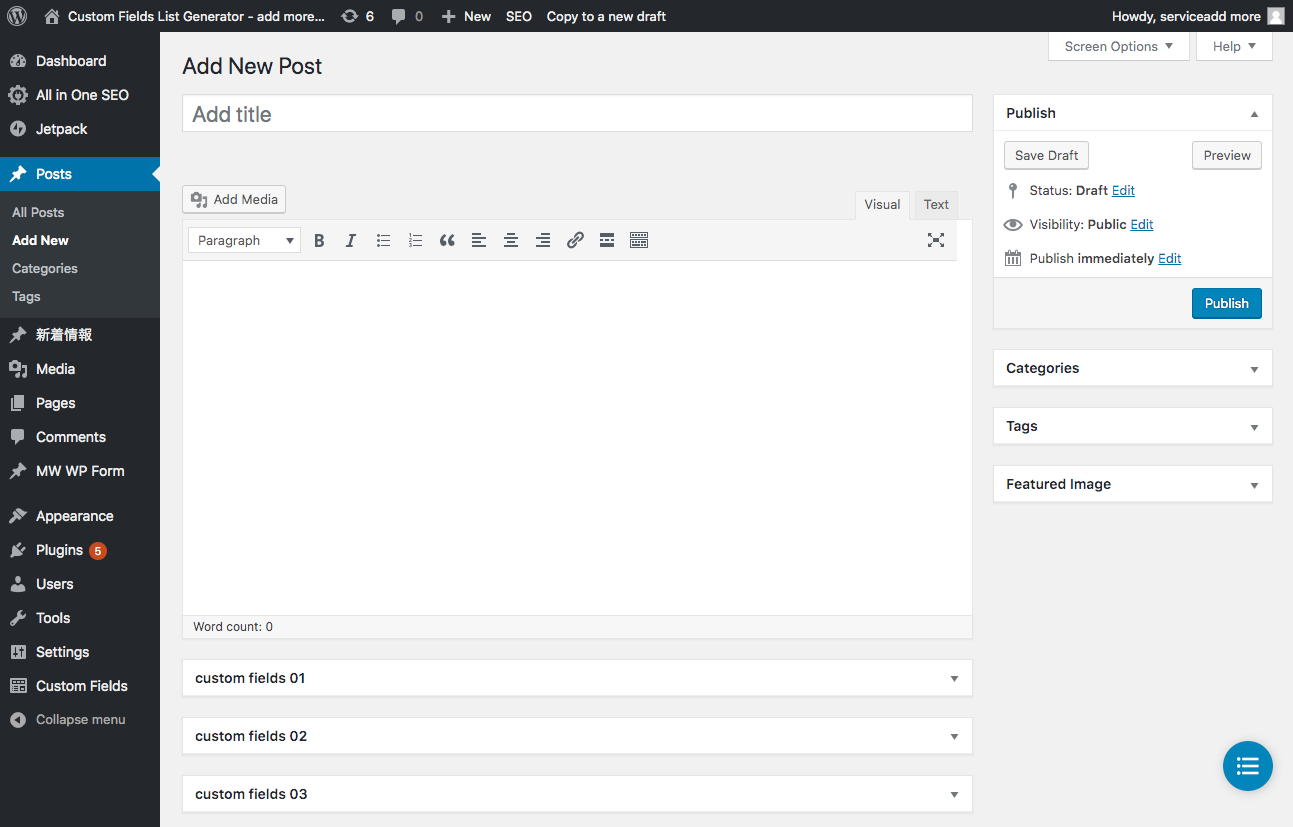 Custom Fields List Generator - add more... 6 0 New SEO Copy to a new draft Howdy, serviceadd more
Screen Options Help
Dashboard
All in One SEO
Jetpack
Posts
All Posts
Add New
Categories
Tags
新着情報
Media
Pages
Comments
MW WP Form
Appearance
Plugins 5
Users
Tools
Settings
Custom Fields
Collapse menu
Add New Post
Add title
Add Media
Visual Text
Paragraph B I
Word count: 0
custom fields 01
custom fields 02
custom fields 03
Publish
Save Draft Preview
Status: Draft Edit
Visibility: Public Edit
Publish immediately Edit
Publish
Categories
Tags
Featured Image